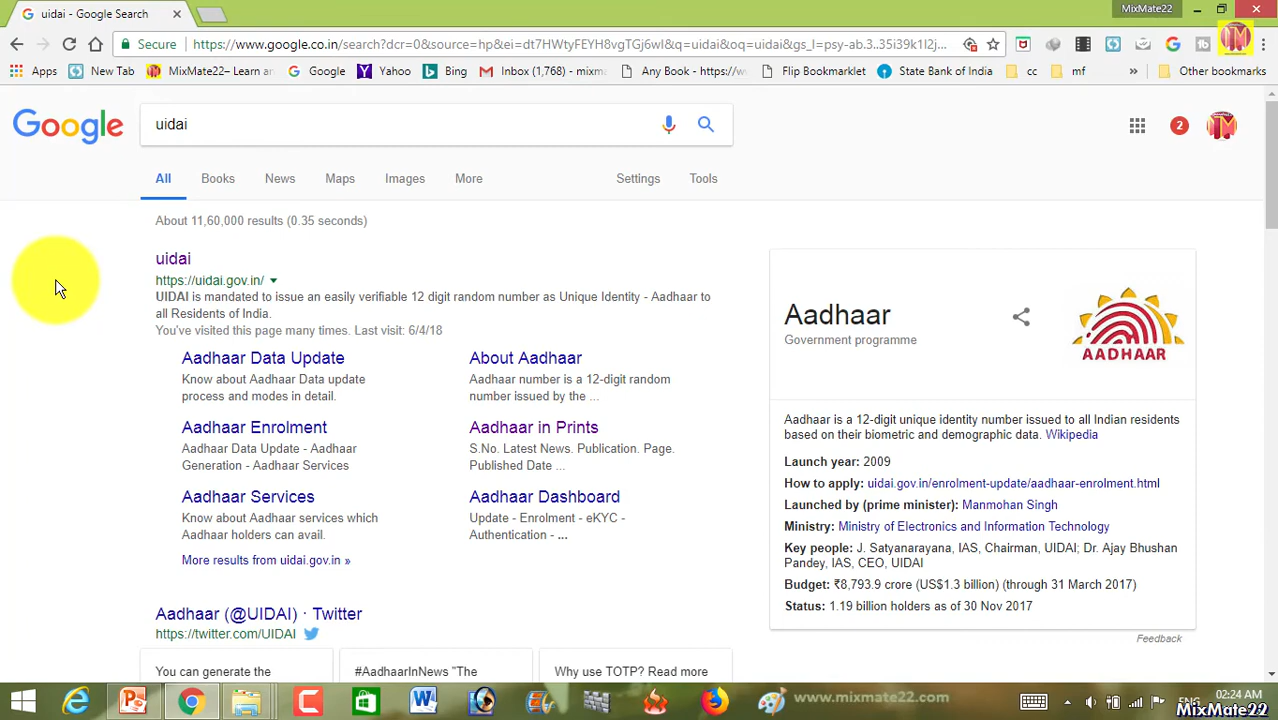 uidai - Google Search
MixMate22
Secure
https://www.google.co.in/search?dcr=0&source=hp&ei=dt7HWtyFEYH8vgTGj6wI&q=uidai&oq=uidai&gs_l=psy-ab.3..35i39k1l2j...
Apps
New Tab
MixMate22– Learn an
Google
Yahoo
Bing
Inbox (1,768) - mixm
Any Book - https://w
Flip Bookmarklet
State Bank of India
cc
mf
»
Other bookmarks
Google
uidai
2
All
Books
News
Maps
Images
More
Settings
Tools
About 11,60,000 results (0.35 seconds)
uidai
https://uidai.gov.in/
UIDAI is mandated to issue an easily verifiable 12 digit random number as Unique Identity - Aadhaar to
all Residents of India.
You've visited this page many times. Last visit: 6/4/18
Aadhaar Data Update
Know about Aadhaar Data update
process and modes in detail.
About Aadhaar
Aadhaar number is a 12-digit random
number issued by the ...
Aadhaar Enrolment
Aadhaar Data Update - Aadhaar
Generation - Aadhaar Services
Aadhaar in Prints
S.No. Latest News. Publication. Page.
Published Date ...
Aadhaar Services
Know about Aadhaar services which
Aadhaar holders can avail.
Aadhaar Dashboard
Update - Enrolment - eKYC -
Authentication - ...
More results from uidai.gov.in »
Aadhaar (@UIDAI) · Twitter
https://twitter.com/UIDAI
You can generate the
#AadhaarInNews "The
Why use TOTP? Read more
Aadhaar
Government programme
AADHAAR
Aadhaar is a 12-digit unique identity number issued to all Indian residents
based on their biometric and demographic data. Wikipedia
Launch year: 2009
How to apply: uidai.gov.in/enrolment-update/aadhaar-enrolment.html
Launched by (prime minister): Manmohan Singh
Ministry: Ministry of Electronics and Information Technology
Key people: J. Satyanarayana, IAS, Chairman, UIDAI; Dr. Ajay Bhushan
Pandey, IAS, CEO, UIDAI
Budget: ₹8,793.9 crore (US$1.3 billion) (through 31 March 2017)
Status: 1.19 billion holders as of 30 Nov 2017
Feedback
www.mixmate22.com
ENG
02:24 AM
MixMate22